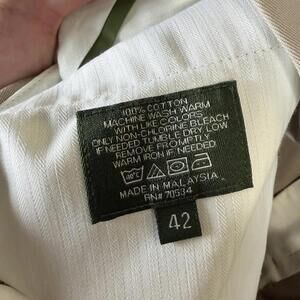 100% COTTON
MACHINE WASH WARM
WITH LIKE COLORS
ONLY NON-CHLORINE BLEACH
IF NEEDED TUMBLE DRY LOW
REMOVE PROMPTLY
WARM IRON IF NEEDED
40°C
MADE IN MALAYSIA
RN# 70534
42